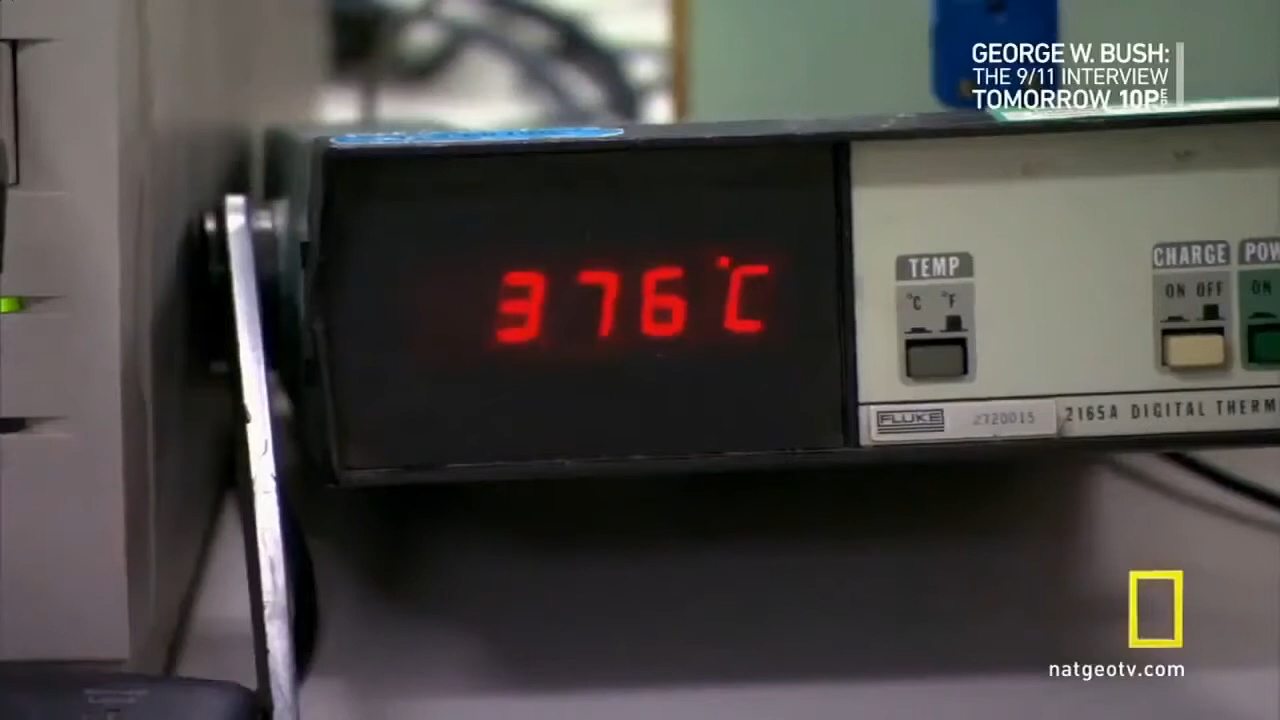 GEORGE W. BUSH:
THE 9/11 INTERVIEW
TOMORROW 10P
376°C
TEMP
°C °F
CHARGE
ON OFF
ON
FLUKE
2720015
2165A DIGITAL
natgeotv.com